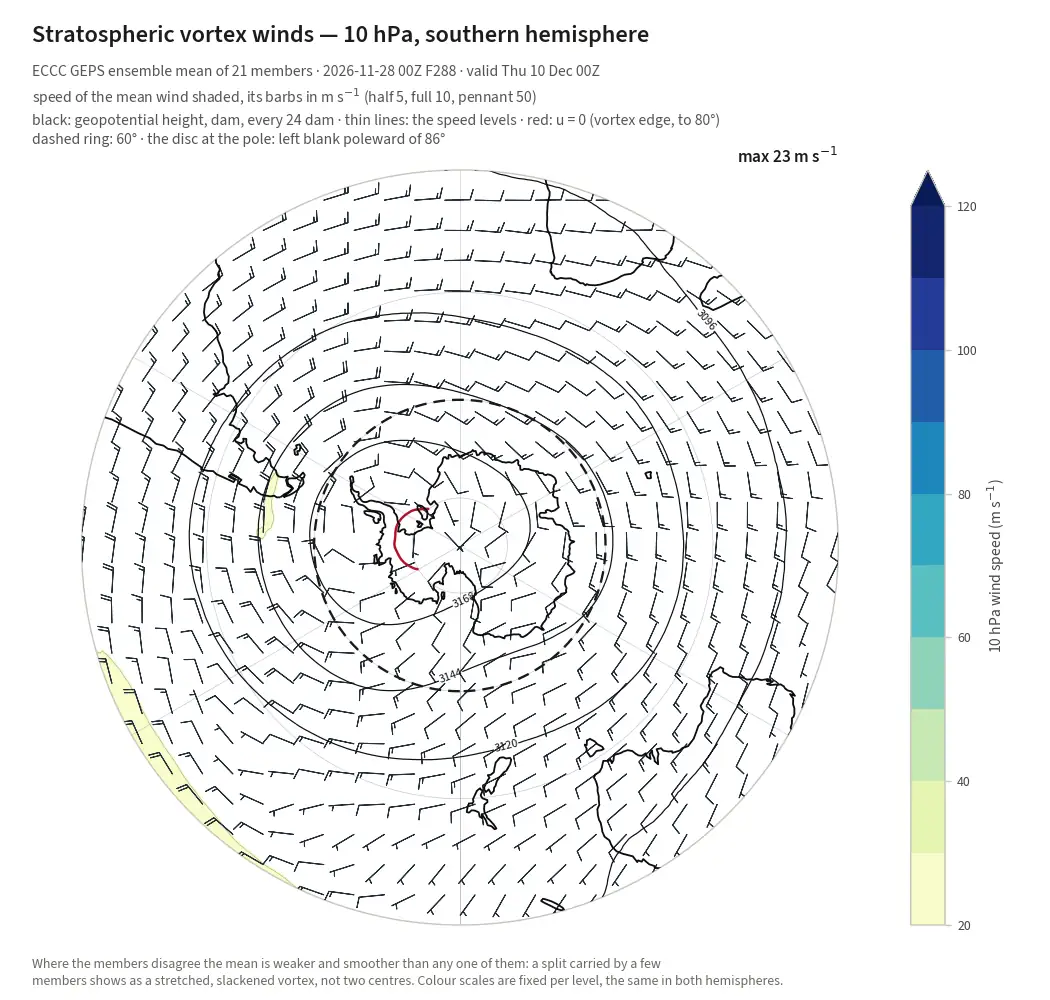 Stratospheric vortex winds — 10 hPa, southern hemisphere
ECCC GEPS ensemble mean of 21 members · 2026-11-28 00Z F288 · valid Thu 10 Dec 00Z
speed of the mean wind shaded, its barbs in m s⁻¹ (half 5, full 10, pennant 50)
black: geopotential height, dam, every 24 dam · thin lines: the speed levels · red: u = 0 (vortex edge, to 80°)
dashed ring: 60° · the disc at the pole: left blank poleward of 86°
max 23 m s⁻¹
3096
3168
3144
3120
120
100
80
60
40
20
10 hPa wind speed (m s⁻¹)
Where the members disagree the mean is weaker and smoother than any one of them: a split carried by a few
members shows as a stretched, slackened vortex, not two centres. Colour scales are fixed per level, the same in both hemispheres.